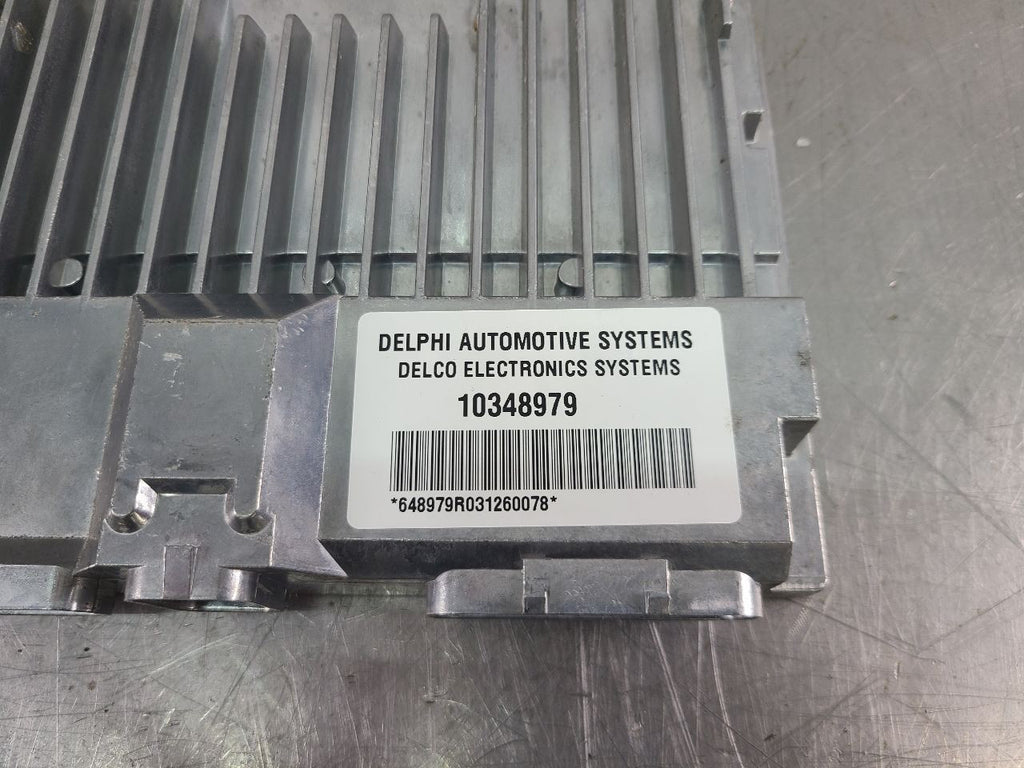 DELPHI AUTOMOTIVE SYSTEMS
DELCO ELECTRONICS SYSTEMS
10348979
*648979R031260078*